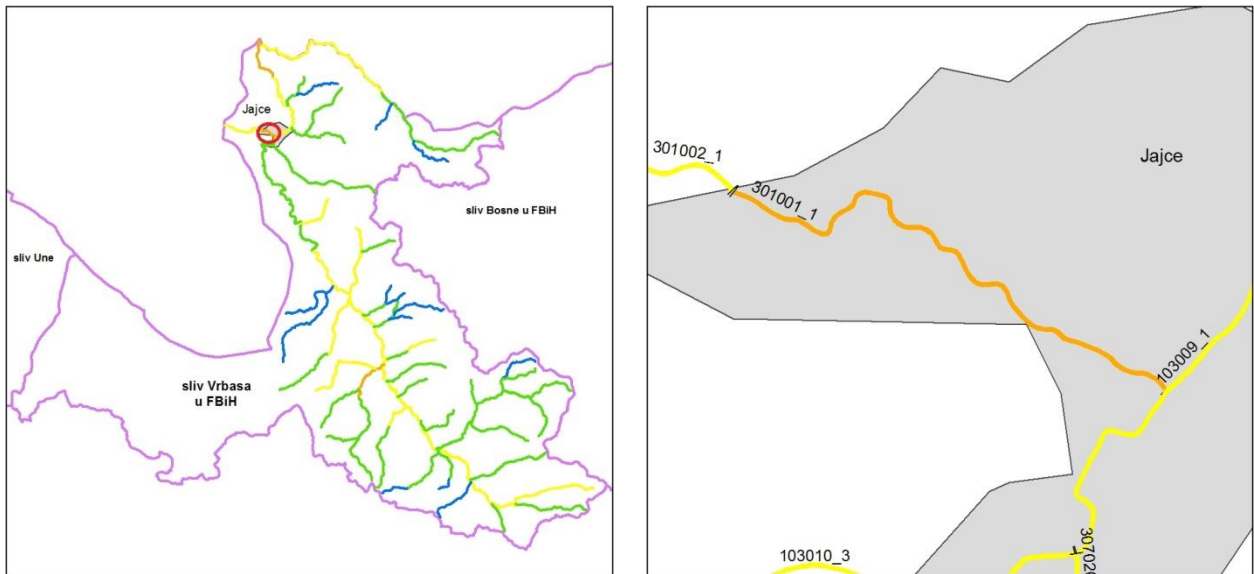 Jajce
sliv Bosne u FBiH
sliv Une
sliv Vrbasa
u FBiH
301002_1
301001_1
Jajce
103009_1
103010_3